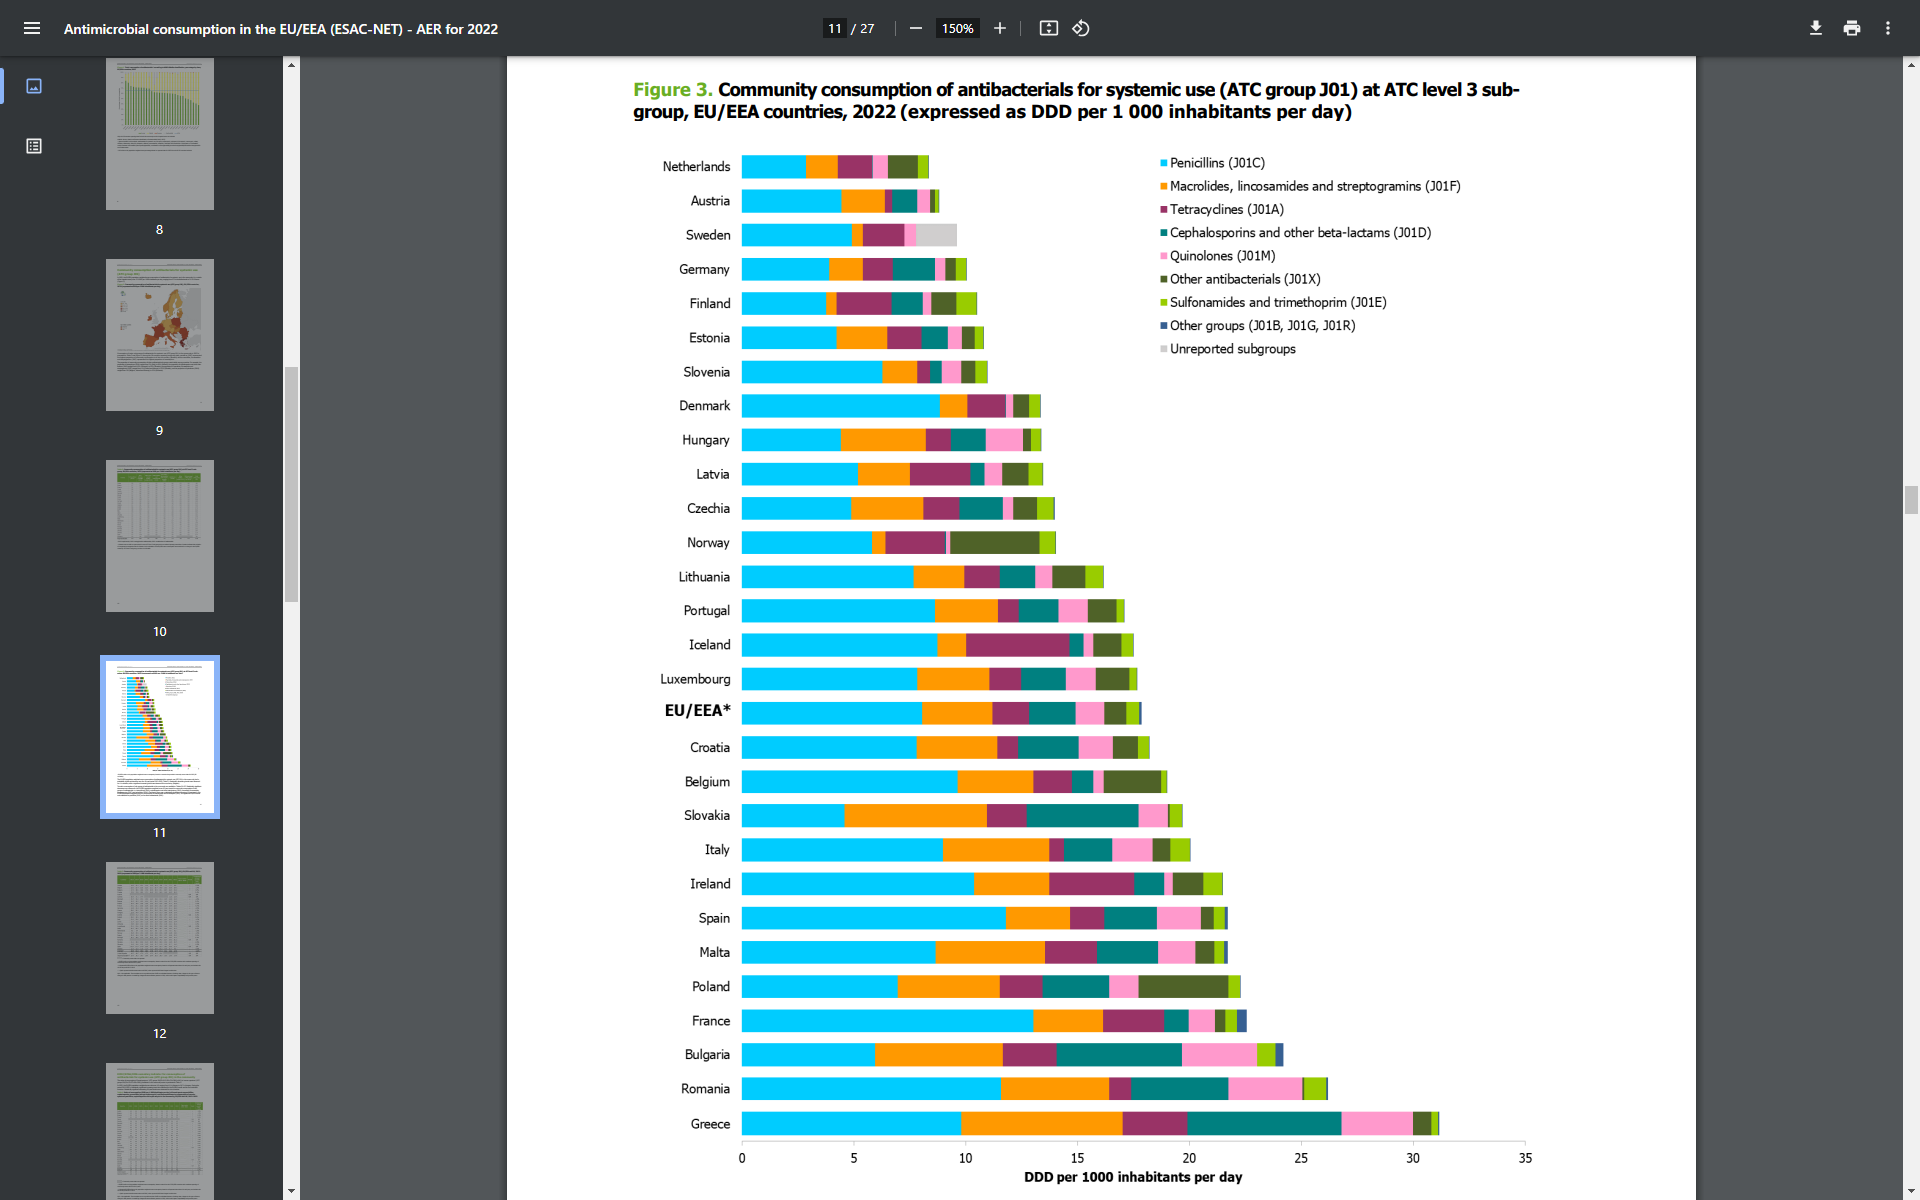 Antimicrobial consumption in the EU/EEA (ESAC-NET) - AER for 2022
11 / 27
150%
8
9
10
11
12
Figure 3. Community consumption of antibacterials for systemic use (ATC group J01) at ATC level 3 sub-
group, EU/EEA countries, 2022 (expressed as DDD per 1 000 inhabitants per day)
Penicillins (J01C)
Macrolides, lincosamides and streptogramins (J01F)
Tetracyclines (J01A)
Cephalosporins and other beta-lactams (J01D)
Quinolones (J01M)
Other antibacterials (J01X)
Sulfonamides and trimethoprim (J01E)
Other groups (J01B, J01G, J01R)
Unreported subgroups
Netherlands
Austria
Sweden
Germany
Finland
Estonia
Slovenia
Denmark
Hungary
Latvia
Czechia
Norway
Lithuania
Portugal
Iceland
Luxembourg
EU/EEA*
Croatia
Belgium
Slovakia
Italy
Ireland
Spain
Malta
Poland
France
Bulgaria
Romania
Greece
0 5 10 15 20 25 30 35
DDD per 1000 inhabitants per day